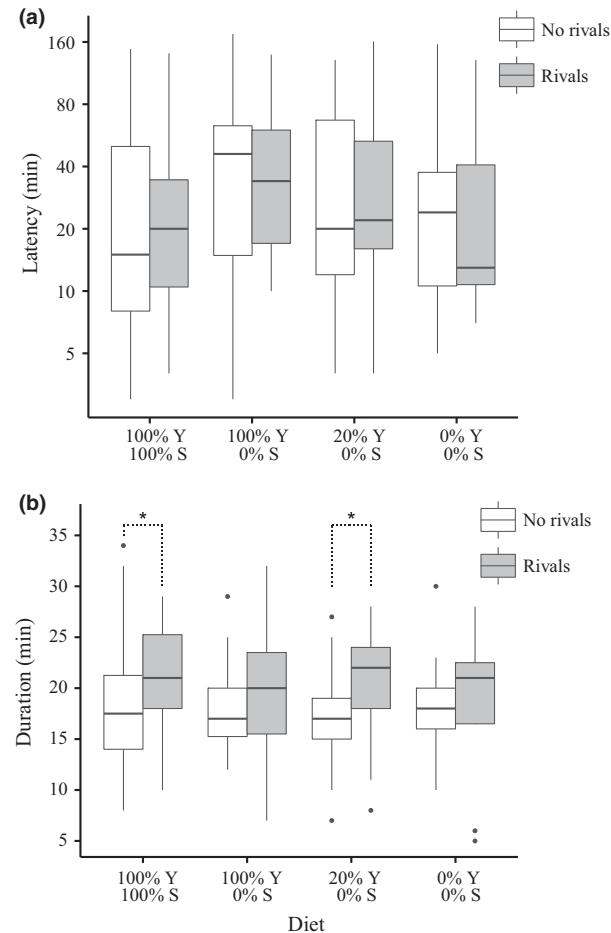 (a)
160
80
40
20
10
5
Latency (min)
No rivals
Rivals
100% Y 100% Y 20% Y 0% Y
100% S 0% S 0% S 0% S
(b)
35
30
25
20
15
10
5
Duration (min)
* *
No rivals
Rivals
100% Y 100% Y 20% Y 0% Y
100% S 0% S 0% S 0% S
Diet